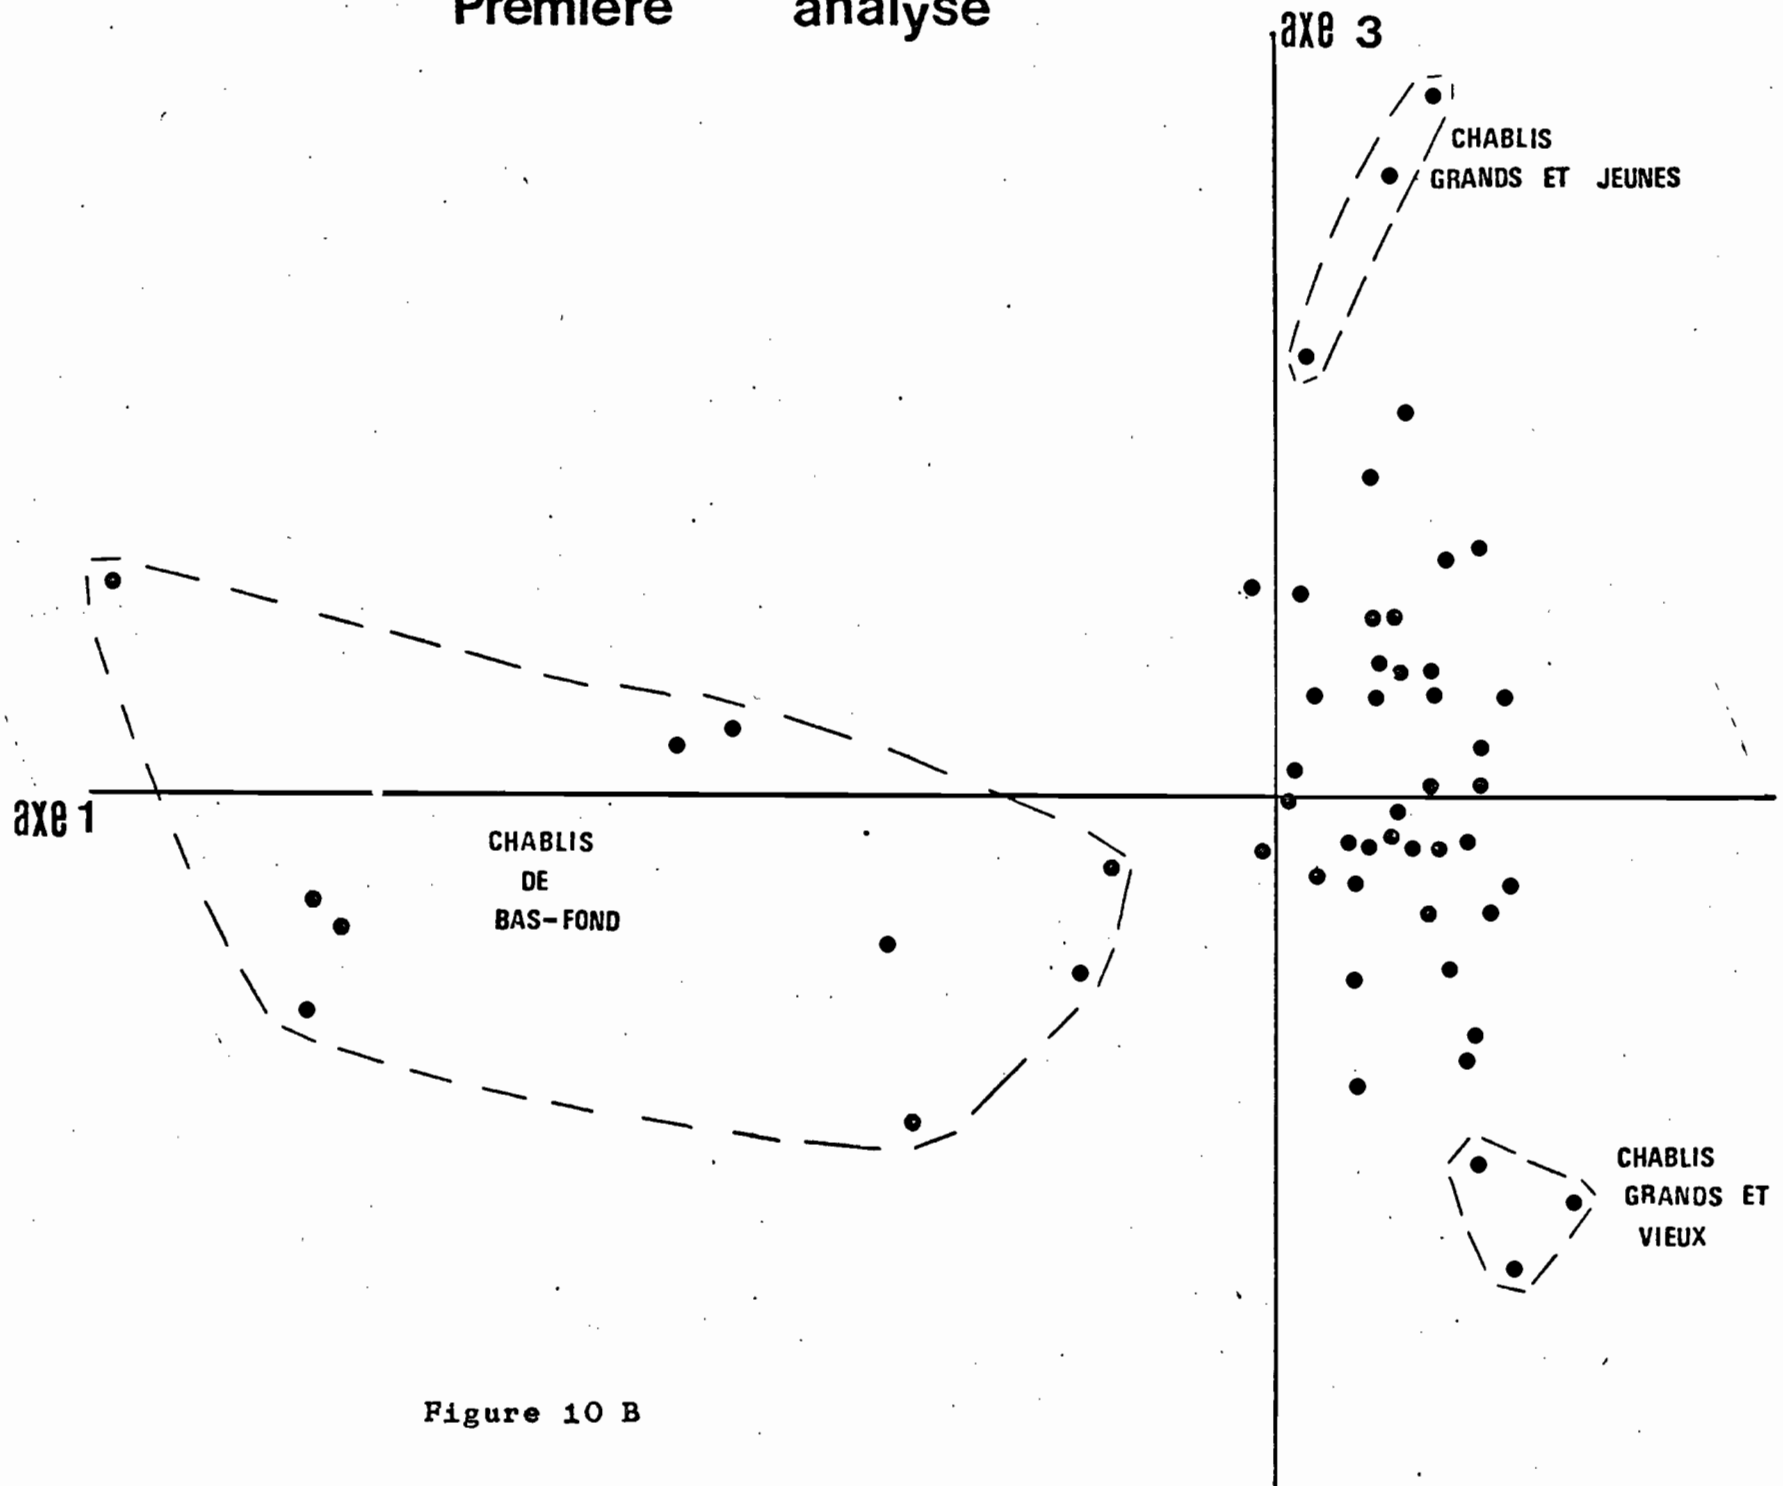 Première analyse
axe 3
CHABLIS
GRANDS ET JEUNES
axe 1
CHABLIS
DE
BAS-FOND
CHABLIS
GRANDS ET
VIEUX
Figure 10 B